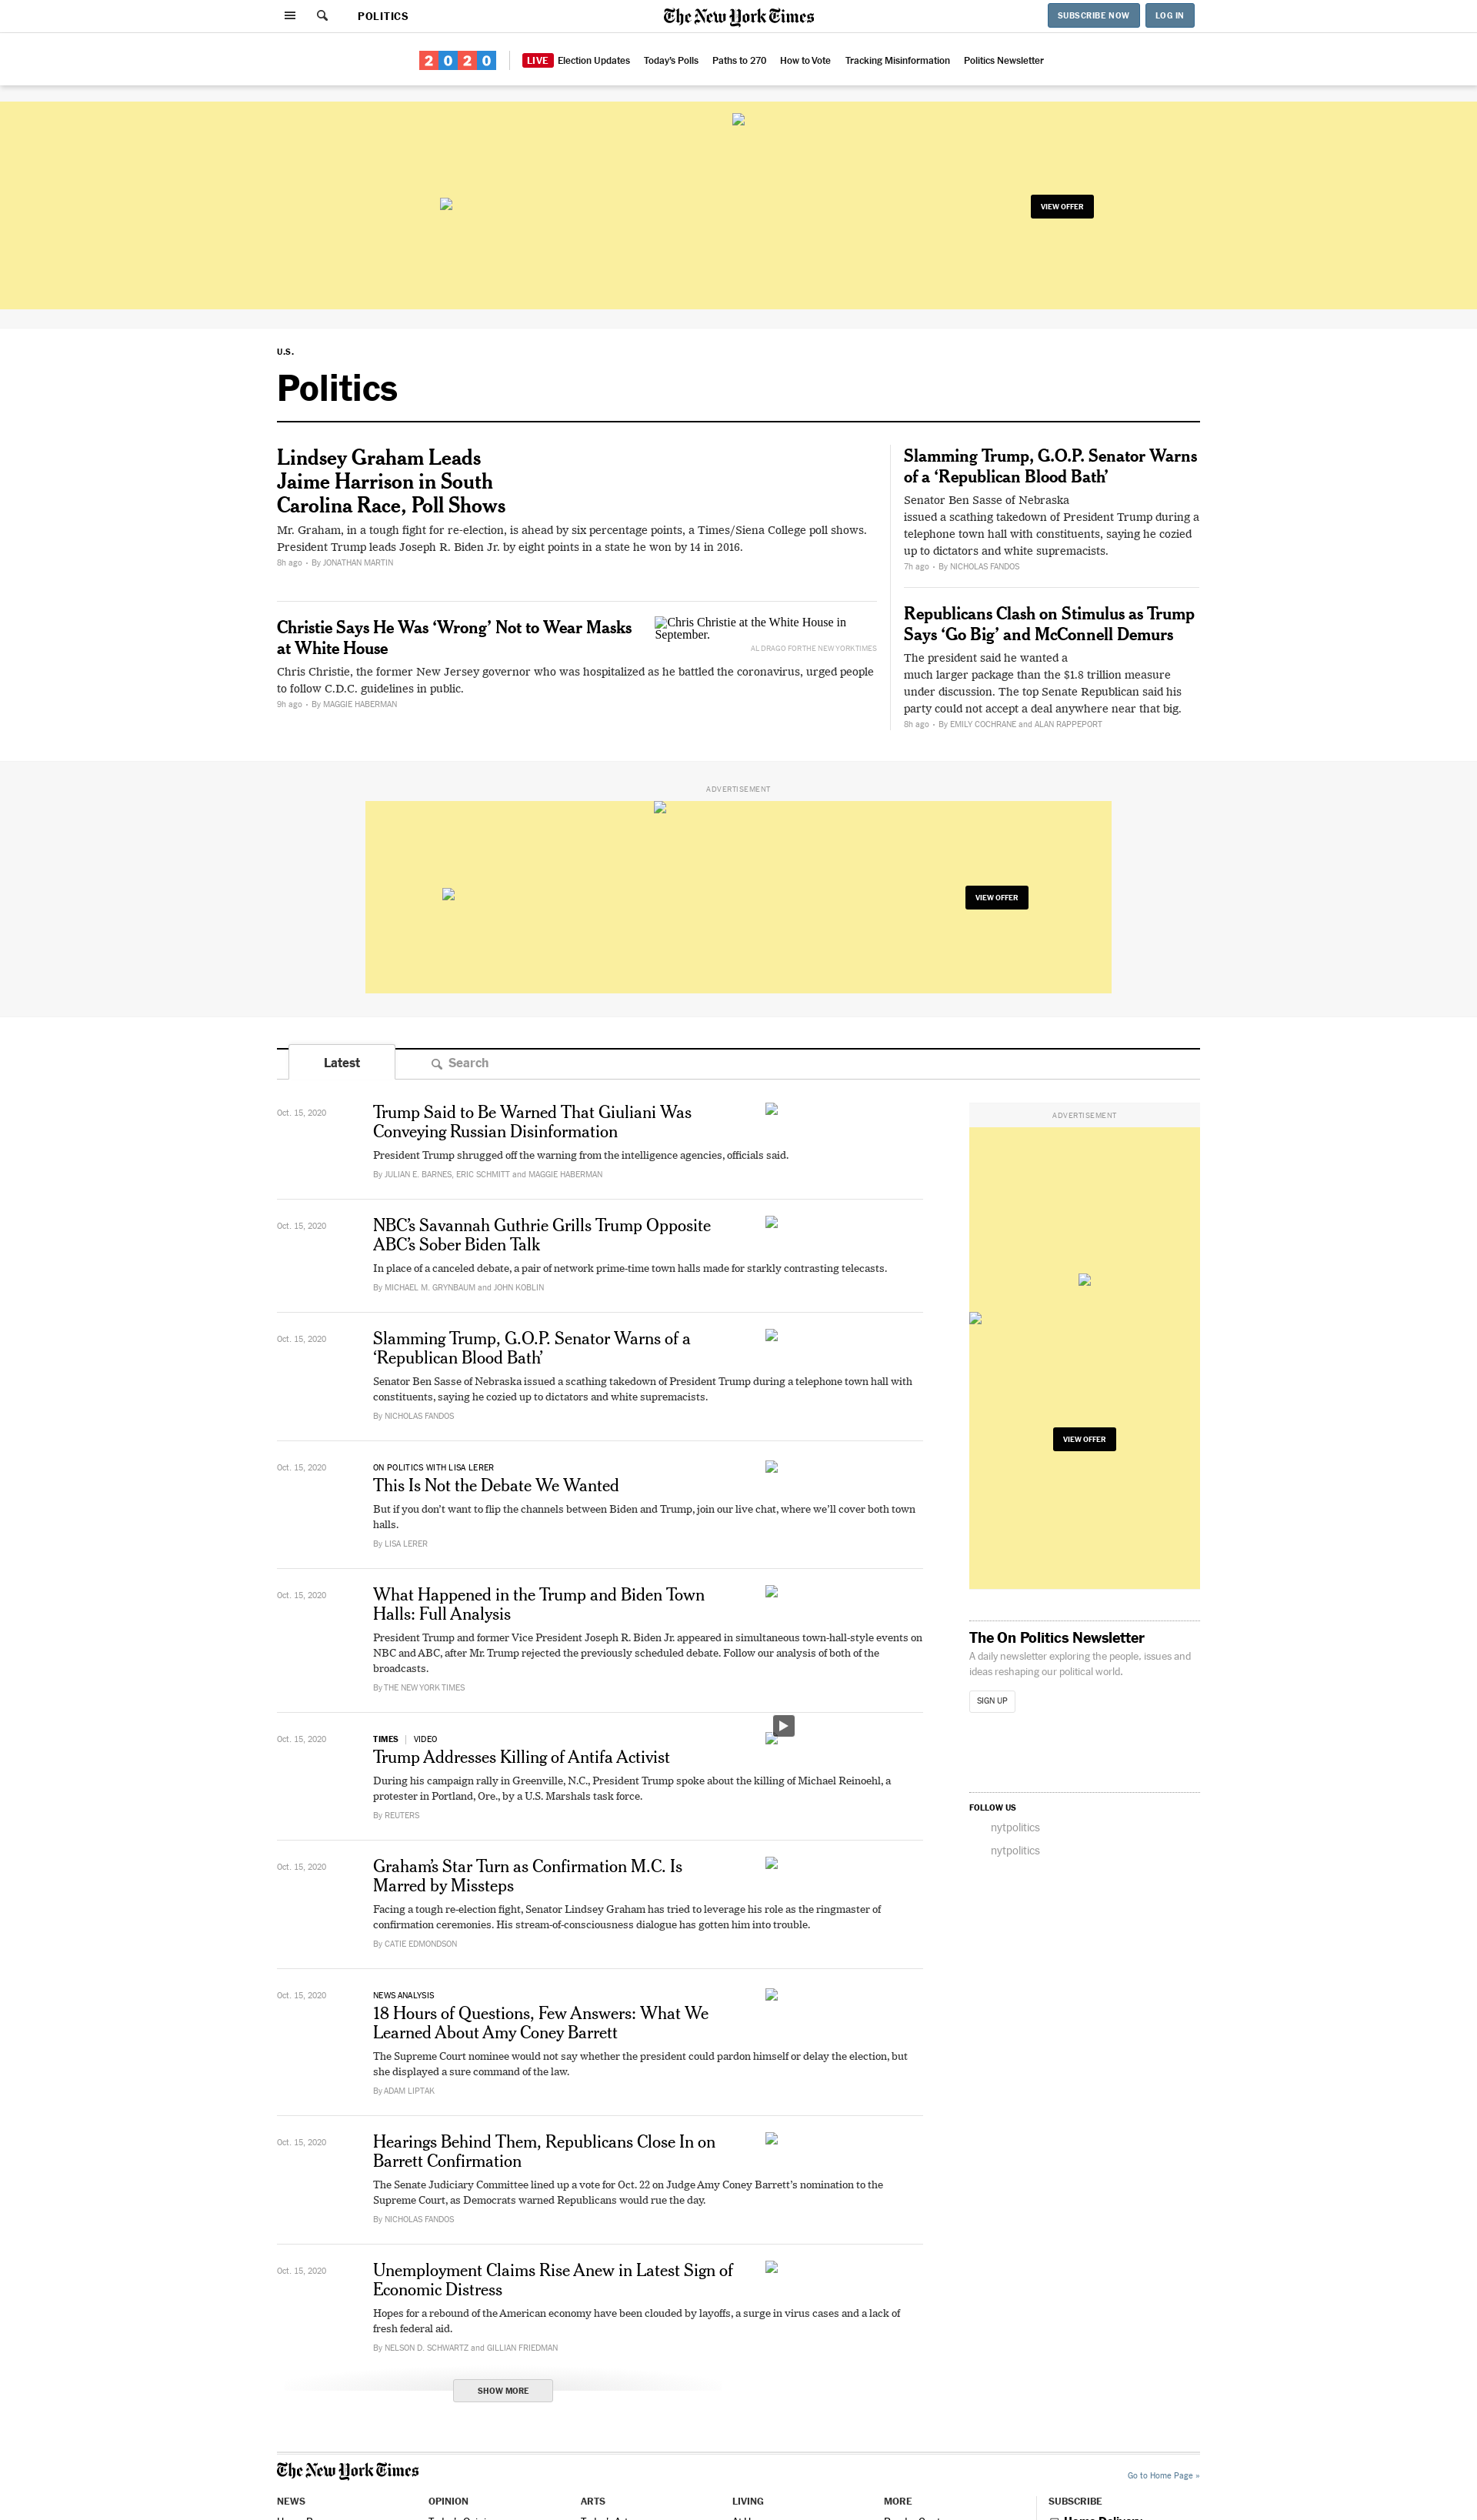 POLITICS
The New York Times
SUBSCRIBE NOW
LOG IN
2020
LIVE Election Updates
Today's Polls
Paths to 270
How to Vote
Tracking Misinformation
Politics Newsletter
VIEW OFFER
U.S.
Politics
Lindsey Graham Leads
Jaime Harrison in South
Carolina Race, Poll Shows
Mr. Graham, in a tough fight for re-election, is ahead by six percentage points, a Times/Siena College poll shows.
President Trump leads Joseph R. Biden Jr. by eight points in a state he won by 14 in 2016.
8h ago • By JONATHAN MARTIN
Christie Says He Was ‘Wrong’ Not to Wear Masks
at White House
Chris Christie at the White House in
September.
AL DRAGO FOR THE NEW YORK TIMES
Chris Christie, the former New Jersey governor who was hospitalized as he battled the coronavirus, urged people
to follow C.D.C. guidelines in public.
9h ago • By MAGGIE HABERMAN
Slamming Trump, G.O.P. Senator Warns
of a ‘Republican Blood Bath’
Senator Ben Sasse of Nebraska
issued a scathing takedown of President Trump during a
telephone town hall with constituents, saying he cozied
up to dictators and white supremacists.
7h ago • By NICHOLAS FANDOS
Republicans Clash on Stimulus as Trump
Says ‘Go Big’ and McConnell Demurs
The president said he wanted a
much larger package than the $1.8 trillion measure
under discussion. The top Senate Republican said his
party could not accept a deal anywhere near that big.
8h ago • By EMILY COCHRANE and ALAN RAPPEPORT
ADVERTISEMENT
VIEW OFFER
Latest
Search
Oct. 15, 2020
Trump Said to Be Warned That Giuliani Was
Conveying Russian Disinformation
President Trump shrugged off the warning from the intelligence agencies, officials said.
By JULIAN E. BARNES, ERIC SCHMITT and MAGGIE HABERMAN
Oct. 15, 2020
NBC’s Savannah Guthrie Grills Trump Opposite
ABC’s Sober Biden Talk
In place of a canceled debate, a pair of network prime-time town halls made for starkly contrasting telecasts.
By MICHAEL M. GRYNBAUM and JOHN KOBLIN
Oct. 15, 2020
Slamming Trump, G.O.P. Senator Warns of a
‘Republican Blood Bath’
Senator Ben Sasse of Nebraska issued a scathing takedown of President Trump during a telephone town hall with
constituents, saying he cozied up to dictators and white supremacists.
By NICHOLAS FANDOS
Oct. 15, 2020
ON POLITICS WITH LISA LERER
This Is Not the Debate We Wanted
But if you don’t want to flip the channels between Biden and Trump, join our live chat, where we’ll cover both town
halls.
By LISA LERER
Oct. 15, 2020
What Happened in the Trump and Biden Town
Halls: Full Analysis
President Trump and former Vice President Joseph R. Biden Jr. appeared in simultaneous town-hall-style events on
NBC and ABC, after Mr. Trump rejected the previously scheduled debate. Follow our analysis of both of the
broadcasts.
By THE NEW YORK TIMES
Oct. 15, 2020
TIMES | VIDEO
Trump Addresses Killing of Antifa Activist
During his campaign rally in Greenville, N.C., President Trump spoke about the killing of Michael Reinoehl, a
protester in Portland, Ore., by a U.S. Marshals task force.
By REUTERS
Oct. 15, 2020
Graham’s Star Turn as Confirmation M.C. Is
Marred by Missteps
Facing a tough re-election fight, Senator Lindsey Graham has tried to leverage his role as the ringmaster of
confirmation ceremonies. His stream-of-consciousness dialogue has gotten him into trouble.
By CATIE EDMONDSON
Oct. 15, 2020
NEWS ANALYSIS
18 Hours of Questions, Few Answers: What We
Learned About Amy Coney Barrett
The Supreme Court nominee would not say whether the president could pardon himself or delay the election, but
she displayed a sure command of the law.
By ADAM LIPTAK
Oct. 15, 2020
Hearings Behind Them, Republicans Close In on
Barrett Confirmation
The Senate Judiciary Committee lined up a vote for Oct. 22 on Judge Amy Coney Barrett’s nomination to the
Supreme Court, as Democrats warned Republicans would rue the day.
By NICHOLAS FANDOS
Oct. 15, 2020
Unemployment Claims Rise Anew in Latest Sign of
Economic Distress
Hopes for a rebound of the American economy have been clouded by layoffs, a surge in virus cases and a lack of
fresh federal aid.
By NELSON D. SCHWARTZ and GILLIAN FRIEDMAN
SHOW MORE
ADVERTISEMENT
VIEW OFFER
The On Politics Newsletter
A daily newsletter exploring the people, issues and
ideas reshaping our political world.
SIGN UP
FOLLOW US
nytpolitics
nytpolitics
The New York Times
Go to Home Page »
NEWS
OPINION
ARTS
LIVING
MORE
SUBSCRIBE